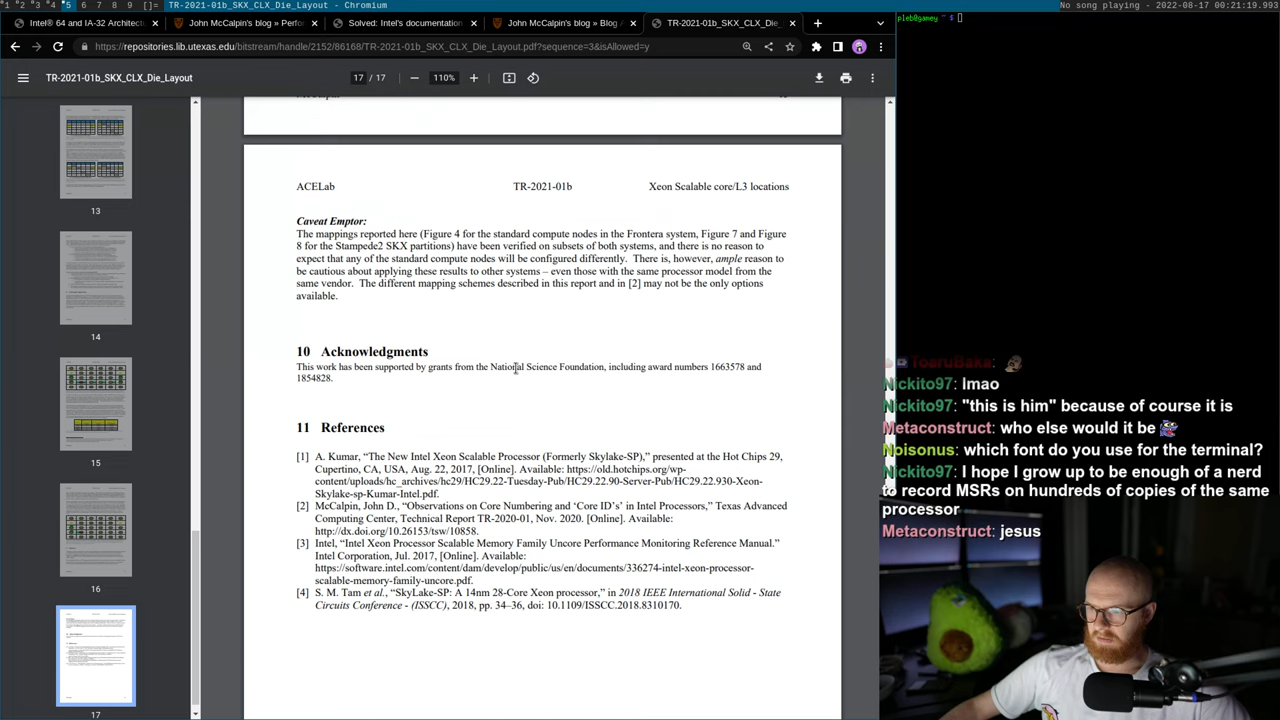 1 2 3 4 5 6 7 8 9 []= TR-2021-01b_SKX_CLX_Die_Layout.pdf - Chromium
No song playing - 2022-08-17 00:21:19.993
Intel® 64 and IA-32 Architectu
John McCalpin's blog » Perfo
Solved: Intel's documentation
John McCalpin's blog » Blog A
TR-2021-01b_SKX_CLX_Die_
https://repositories.lib.utexas.edu/bitstream/handle/2152/86168/TR-2021-01b_SKX_CLX_Die_Layout.pdf?sequence=3&isAllowed=y
TR-2021-01b_SKX_CLX_Die_Layout
17 / 17
110%
13
14
15
16
17
ACELab TR-2021-01b Xeon Scalable core/L3 locations
Caveat Emptor:
The mappings reported here (Figure 4 for the standard compute nodes in the Frontera system, Figure 7 and Figure
8 for the Stampede2 SKX partitions) have been verified on subsets of both systems, and there is no reason to
expect that any of the standard compute nodes will be configured differently. There is, however, ample reason to
be cautious about applying these results to other systems – even those with the same processor model from the
same vendor. The different mapping schemes described in this report and in [2] may not be the only options
available.
10 Acknowledgments
This work has been supported by grants from the National Science Foundation, including award numbers 1663578 and
1854828.
11 References
[1] A. Kumar, “The New Intel Xeon Scalable Processor (Formerly Skylake-SP),” presented at the Hot Chips 29,
Cupertino, CA, USA, Aug. 22, 2017, [Online]. Available: https://old.hotchips.org/wp-
content/uploads/hc_archives/hc29/HC29.22-Tuesday-Pub/HC29.22.90-Server-Pub/HC29.22.930-Xeon-
Skylake-sp-Kumar-Intel.pdf.
[2] McCalpin, John D., “Observations on Core Numbering and ‘Core ID’s’ in Intel Processors,” Texas Advanced
Computing Center, Technical Report TR-2020-01, Nov. 2020. [Online]. Available:
http://dx.doi.org/10.26153/tsw/10858.
[3] Intel, “Intel Xeon Processor Scalable Memory Family Uncore Performance Monitoring Reference Manual.”
Intel Corporation, Jul. 2017, [Online]. Available:
https://software.intel.com/content/dam/develop/public/us/en/documents/336274-intel-xeon-processor-
scalable-memory-family-uncore.pdf.
[4] S. M. Tam et al., “SkyLake-SP: A 14nm 28-Core Xeon processor,” in 2018 IEEE International Solid - State
Circuits Conference - (ISSCC), 2018, pp. 34–36, doi: 10.1109/ISSCC.2018.8310170.
pleb@gamey ~ $
ToaruBaka:
Nickito97: lmao
Nickito97: "this is him" because of course it is
Metaconstruct: who else would it be
Noisonus: which font do you use for the terminal?
Nickito97: I hope I grow up to be enough of a nerd
to record MSRs on hundreds of copies of the same
processor
Metaconstruct: jesus